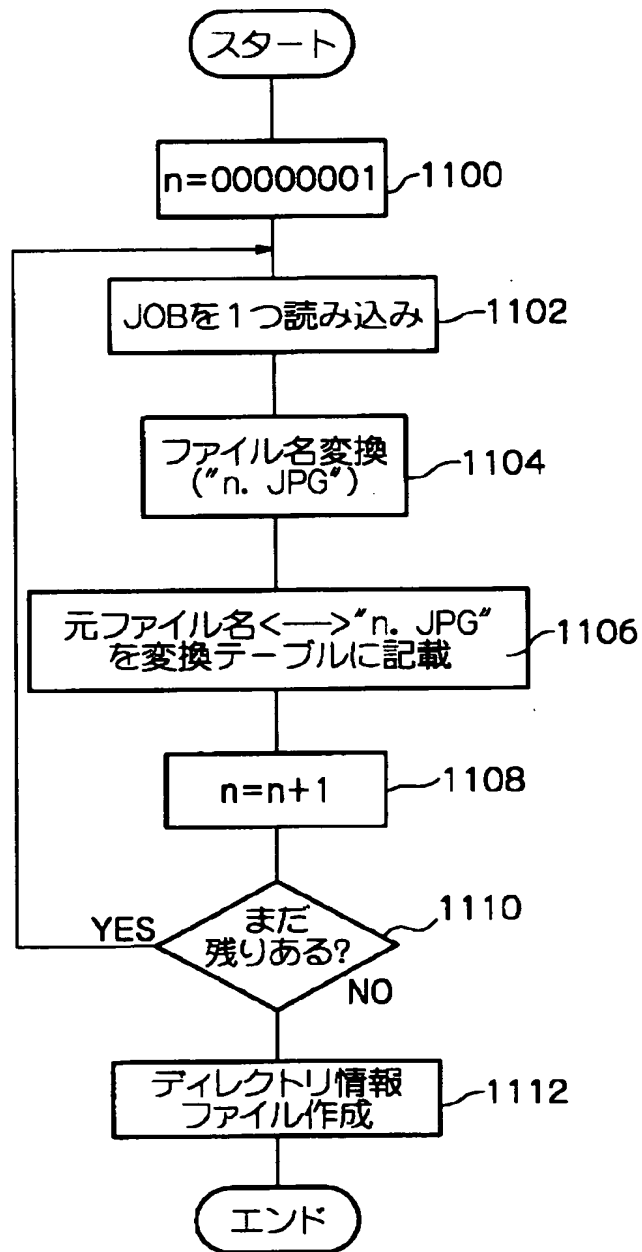 スタート
n=00000001
1100
JOBを1つ読み込み
1102
ファイル名変換
("n. JPG")
1104
元ファイル名<―>"n. JPG"
を変換テーブルに記載
1106
n=n+1
1108
まだ
残りある?
1110
YES
NO
ディレクトリ情報
ファイル作成
1112
エンド